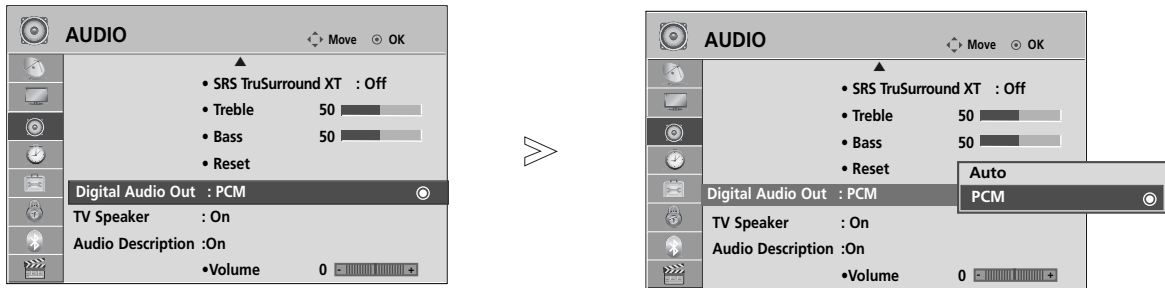 AUDIO Move OK
• SRS TruSurround XT : Off
• Treble 50
• Bass 50
• Reset
Digital Audio Out : PCM
TV Speaker : On
Audio Description :On
•Volume 0 - +
AUDIO Move OK
• SRS TruSurround XT : Off
• Treble 50
• Bass 50
• Reset
Digital Audio Out : PCM
TV Speaker : On
Audio Description :On
•Volume 0 - +
Auto
PCM